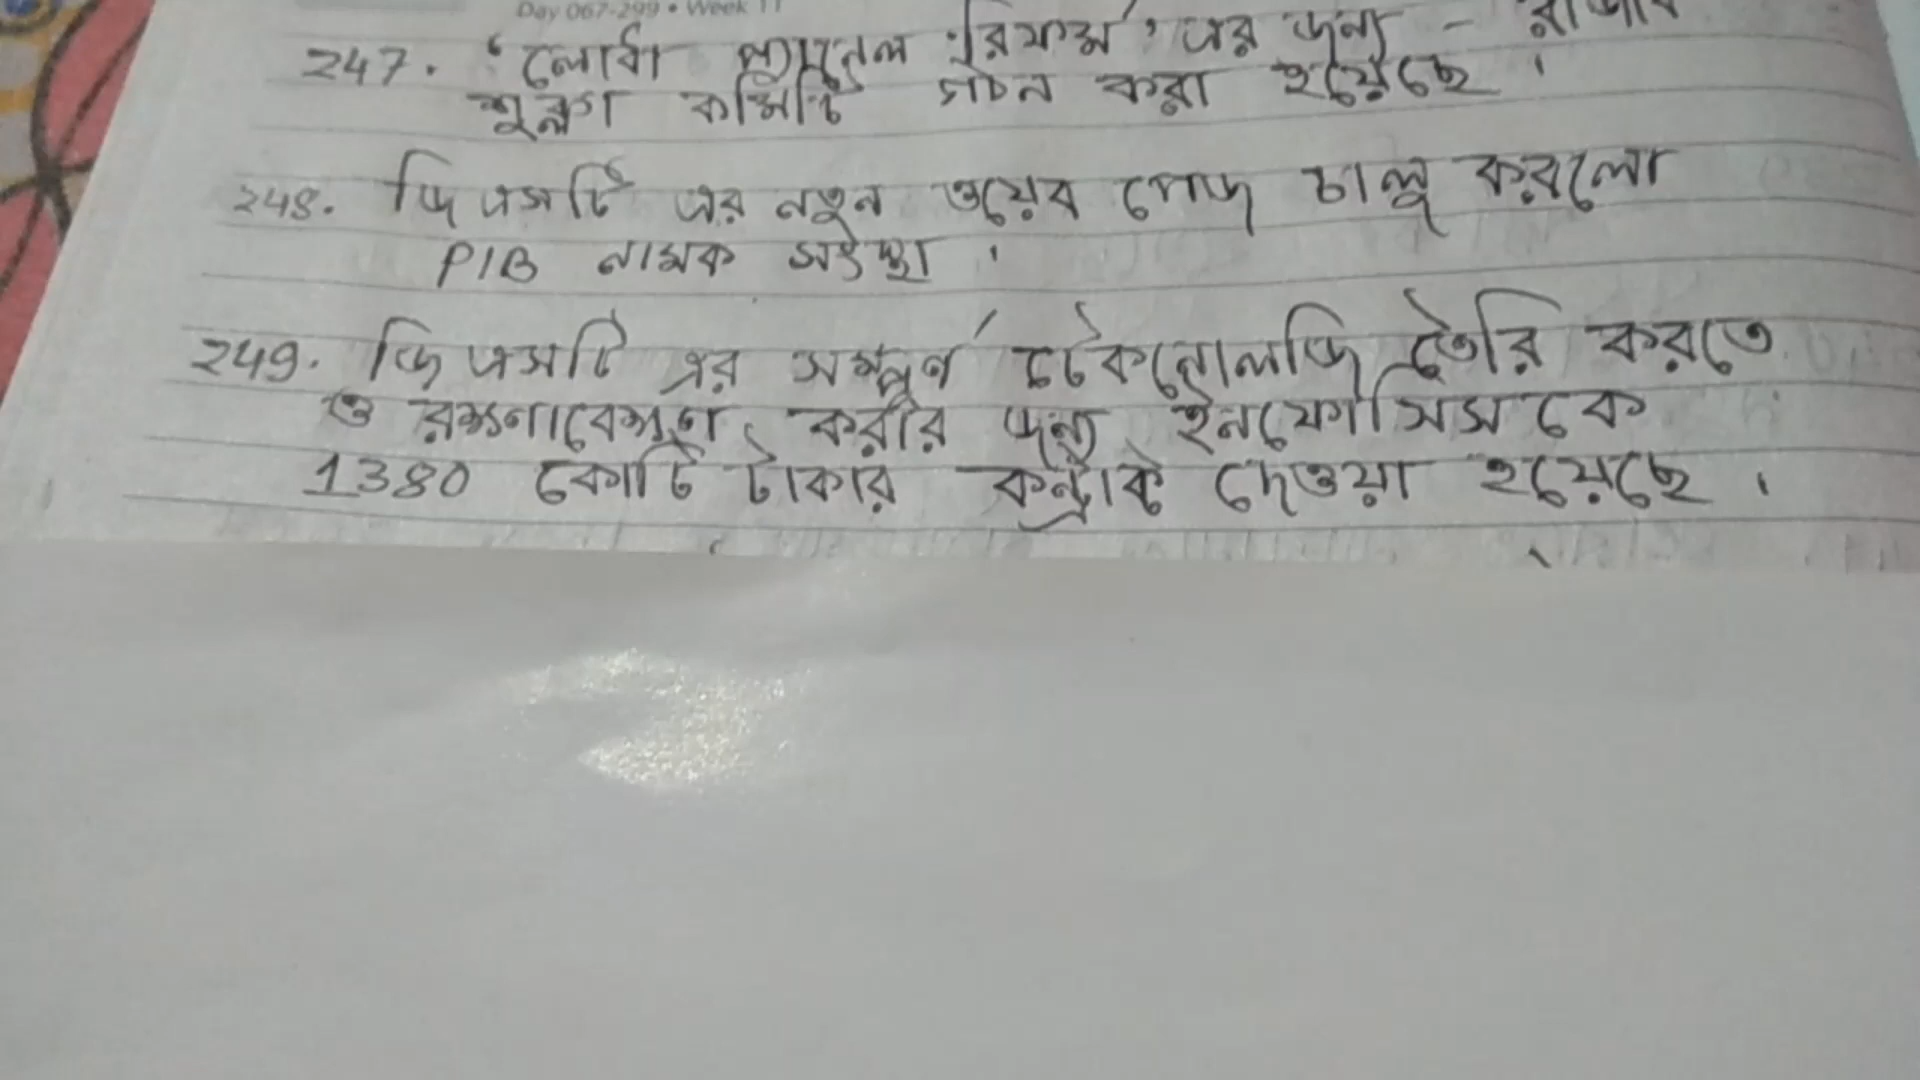 Day 067-299 • Week 11
247. 'লোধা প্যানেল রিফর্ম' এর জন্য - রাজীব
শুক্লা কমিটি গঠন করা হয়েছে।
248. জি এসটি এর নতুন ওয়েব পেজ চালু করলো
PIB নামক সংস্থা।
249. জি এসটি এর সম্পূর্ণ টেকনোলজি তৈরি করতে
ও রক্ষণাবেক্ষণ করার জন্য ইনফোসিস কে
1380 কোটি টাকার কন্ট্রাক্ট দেওয়া হয়েছে।